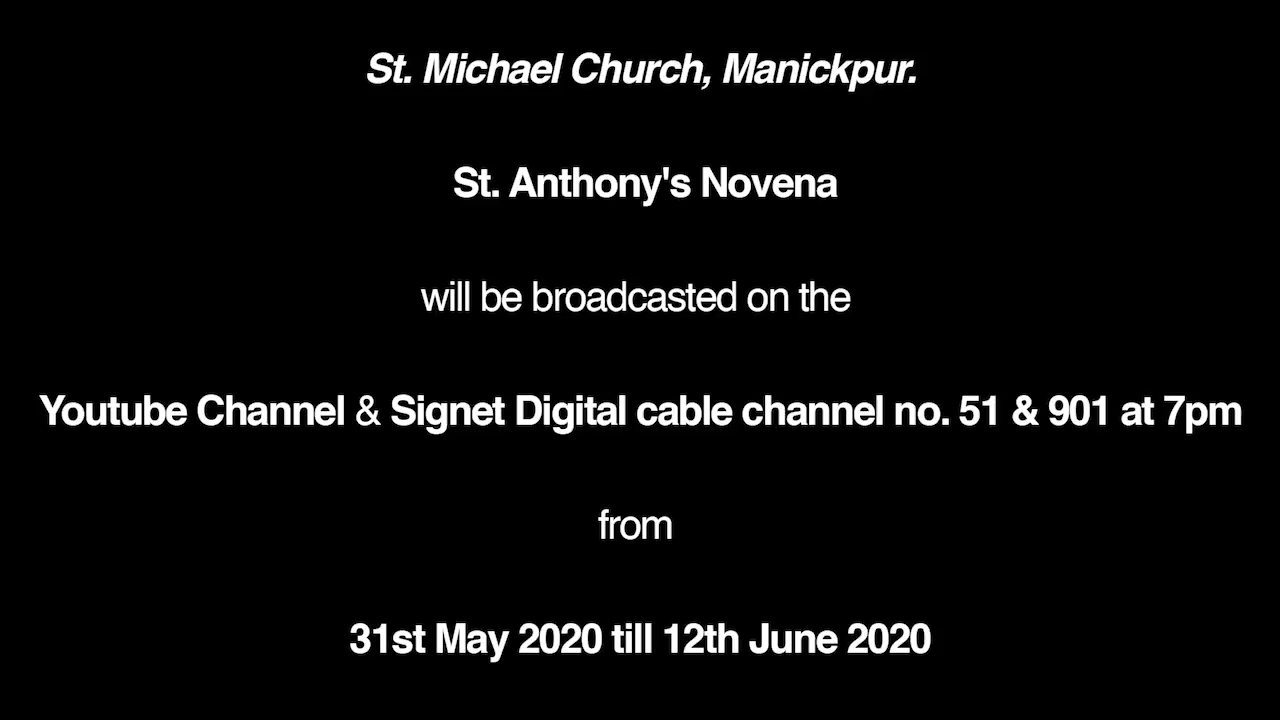 St. Michael Church, Manickpur.
St. Anthony's Novena
will be broadcasted on the
Youtube Channel & Signet Digital cable channel no. 51 & 901 at 7pm
from
31st May 2020 till 12th June 2020